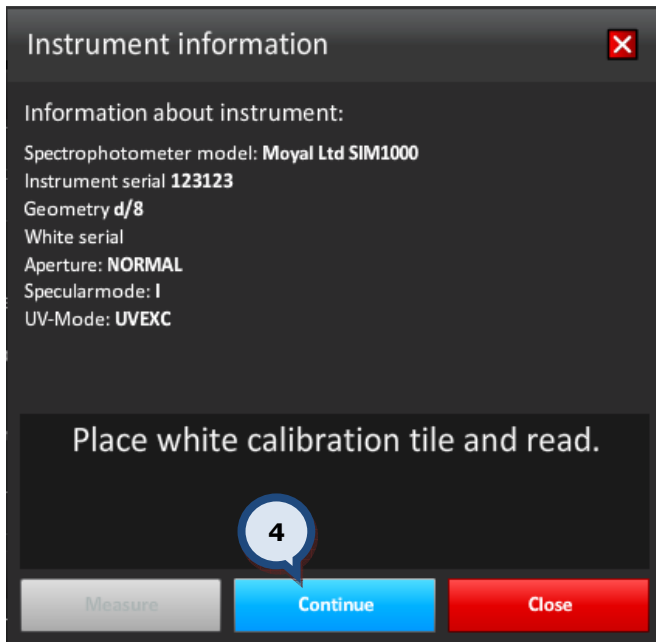 Instrument information
Information about instrument:
Spectrophotometer model: Moyal Ltd SIM1000
Instrument serial 123123
Geometry d/8
White serial
Aperture: NORMAL
Specularmode: I
UV-Mode: UVEXC
Place white calibration tile and read.
4
Measure
Continue
Close